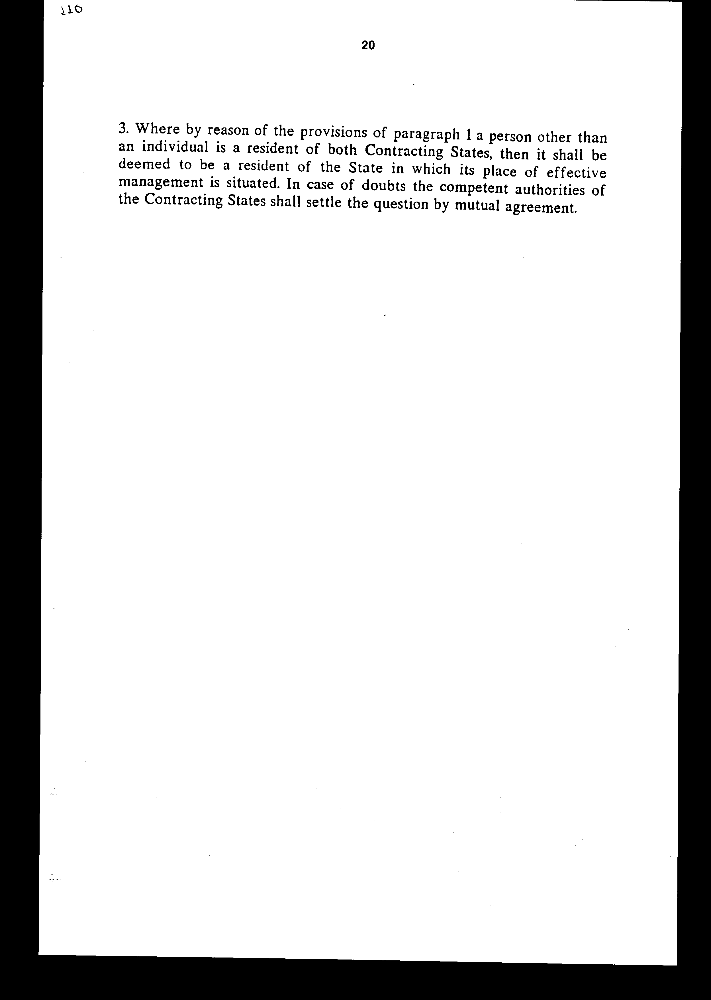 110
20
3. Where by reason of the provisions of paragraph 1 a person other than
an individual is a resident of both Contracting States, then it shall be
deemed to be a resident of the State in which its place of effective
management is situated. In case of doubts the competent authorities of
the Contracting States shall settle the question by mutual agreement.